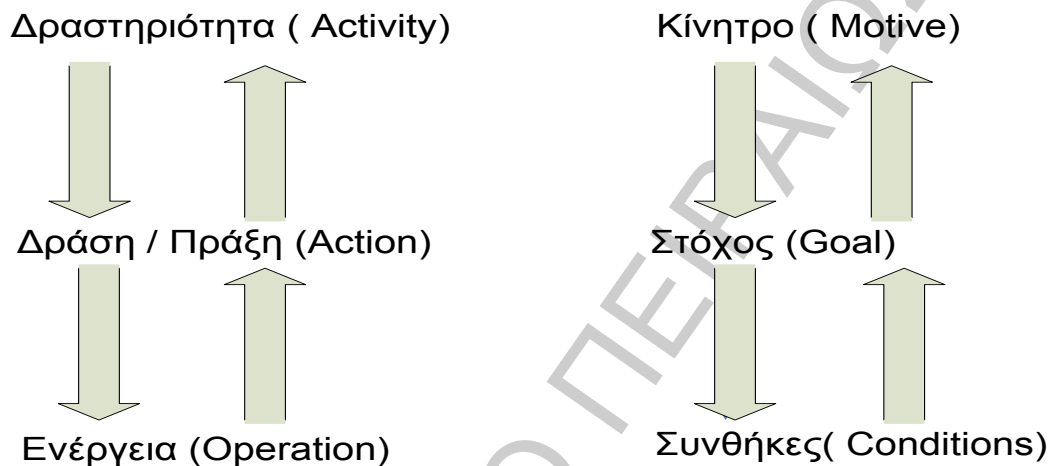 Δραστηριότητα ( Activity) Κίνητρο ( Motive)
Δράση / Πράξη (Action) Στόχος (Goal)
Ενέργεια (Operation) Συνθήκες( Conditions)